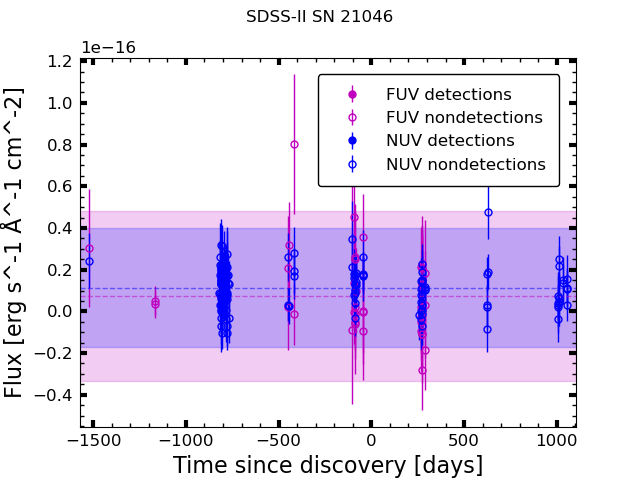 SDSS-II SN 21046
1e−16
1.2
1.0
0.8
0.6
0.4
0.2
0.0
−0.2
−0.4
Flux [erg s^-1 Å^-1 cm^-2]
FUV detections
FUV nondetections
NUV detections
NUV nondetections
−1500 −1000 −500 0 500 1000
Time since discovery [days]